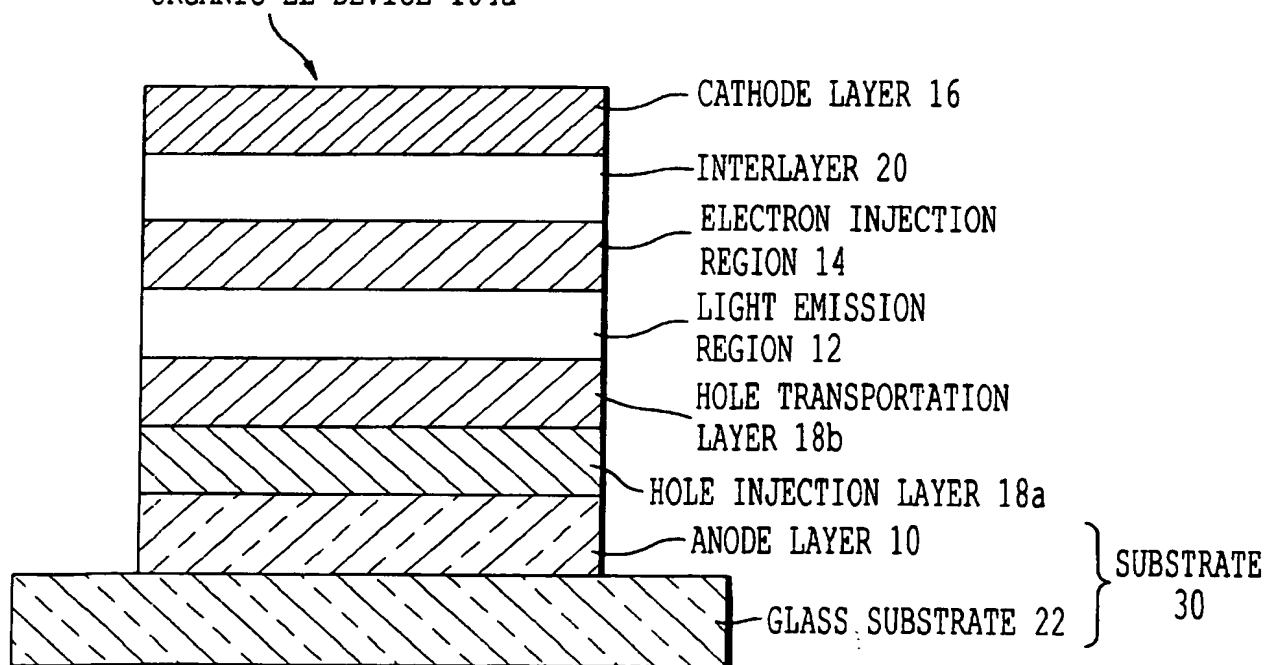 CATHODE LAYER 16
INTERLAYER 20
ELECTRON INJECTION
REGION 14
LIGHT EMISSION
REGION 12
HOLE TRANSPORTATION
LAYER 18b
HOLE INJECTION LAYER 18a
ANODE LAYER 10
SUBSTRATE
30
GLASS SUBSTRATE 22